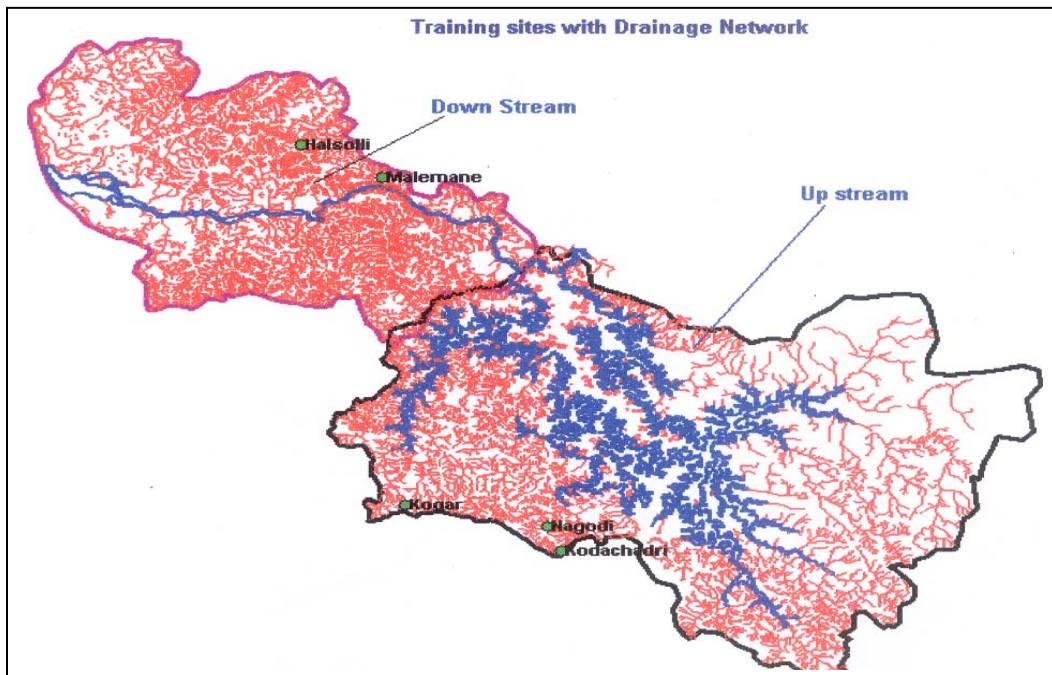 Training sites with Drainage Network
Down Stream
Halsolli
Malemane
Up stream
Kogar
Nagodi
Kodachadri